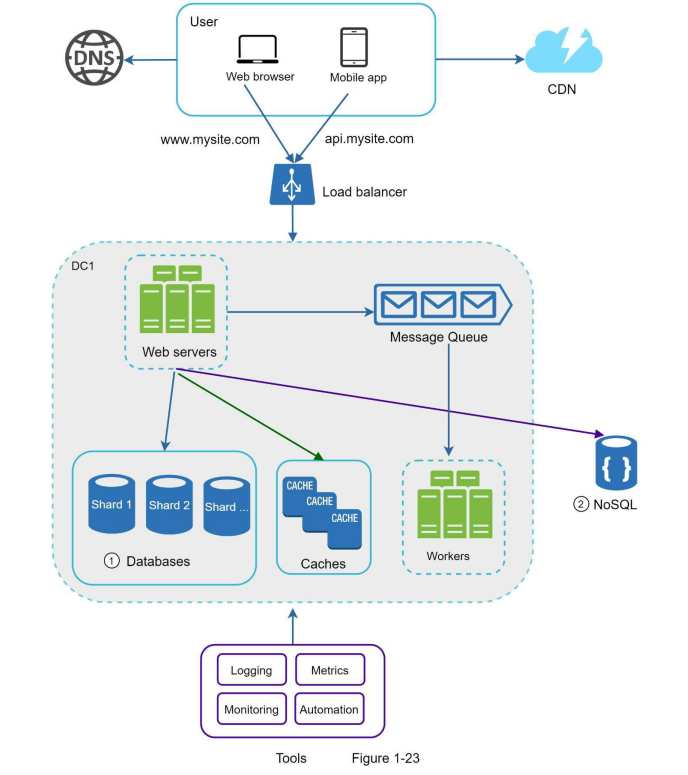 User
DNS
Web browser
Mobile app
CDN
www.mysite.com
api.mysite.com
Load balancer
DC1
Web servers
Message Queue
Shard 1
Shard 2
Shard ...
1 Databases
CACHE
CACHE
CACHE
Caches
Workers
{ }
2 NoSQL
Logging
Metrics
Monitoring
Automation
Tools Figure 1-23